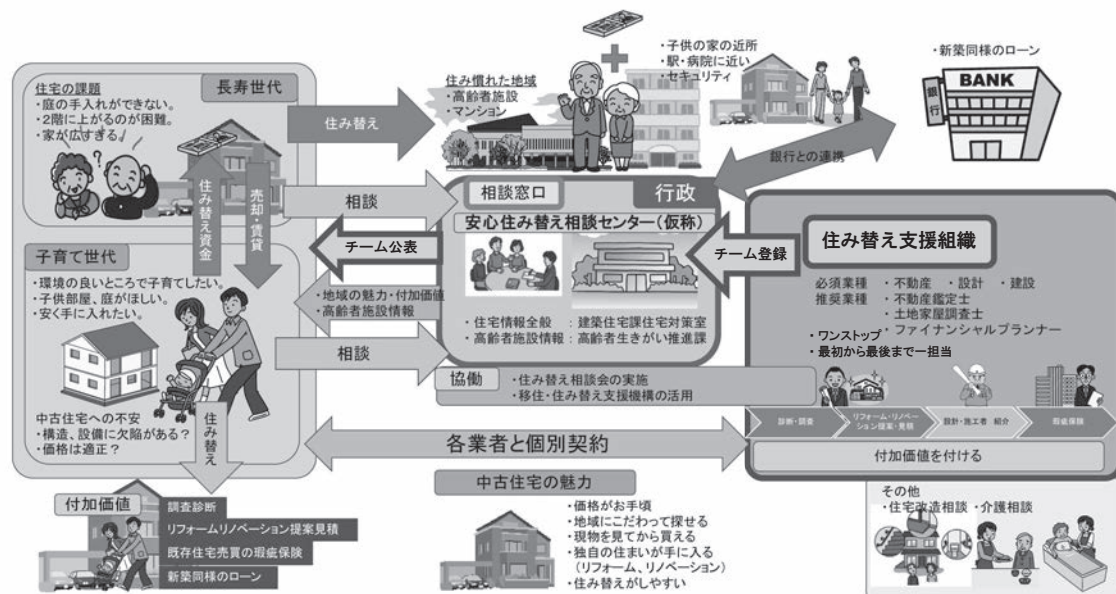 長寿世代
住宅の課題
・庭の手入れができない。
・2階に上がるのが困難。
・家が広すぎる。
?
住み替え資金
売却・賃貸
住み替え
住み慣れた地域
・高齢者施設
・マンション
・子供の家の近所
・駅・病院に近い
・セキュリティ
・新築同様のローン
BANK
銀行
銀行との連携
相談
相談窓口
行政
安心住み替え相談センター(仮称)
・住宅情報全般 :建築住宅課住宅対策室
・高齢者施設情報:高齢者生きがい推進課
チーム公表
チーム登録
・地域の魅力・付加価値
・高齢者施設情報
相談
協働
・住み替え相談会の実施
・移住・住み替え支援機構の活用
住み替え支援組織
必須業種 ・不動産 ・設計 ・建設
推奨業種 ・不動産鑑定士
・土地家屋調査士
・ファイナンシャルプランナー
・ワンストップ
・最初から最後まで一担当
診断・調査
リフォーム・リノベー
ション提案・見積
設計・施工者 紹介
瑕疵保険
付加価値を付ける
子育て世代
・環境の良いところで子育てしたい。
・子供部屋、庭がほしい。
・安く手に入れたい。
中古住宅への不安
・構造、設備に欠陥がある?
・価格は適正?
住み替え
各業者と個別契約
付加価値
調査診断
リフォームリノベーション提案見積
既存住宅売買の瑕疵保険
新築同様のローン
中古住宅の魅力
・価格がお手頃
・地域にこだわって探せる
・現物を見てから買える
・独自の住まいが手に入る
(リフォーム、リノベーション)
・住み替えがしやすい
その他
・住宅改造相談 ・介護相談